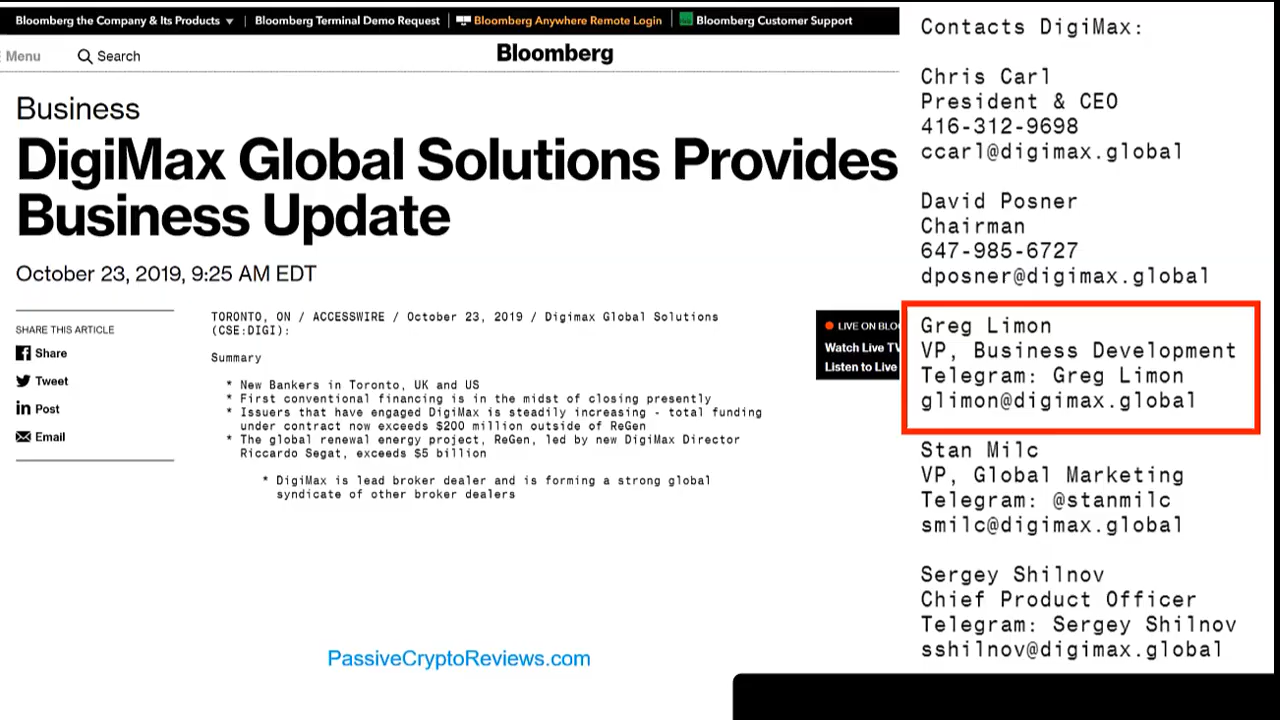 Bloomberg the Company & Its Products
Bloomberg Terminal Demo Request
Bloomberg Anywhere Remote Login
Bloomberg Customer Support
Menu
Search
Bloomberg
Business
DigiMax Global Solutions Provides
Business Update
October 23, 2019, 9:25 AM EDT
SHARE THIS ARTICLE
Share
Tweet
Post
Email
TORONTO, ON / ACCESSWIRE / October 23, 2019 / Digimax Global Solutions
(CSE:DIGI):
Summary
* New Bankers in Toronto, UK and US
* First conventional financing is in the midst of closing presently
* Issuers that have engaged DigiMax is steadily increasing - total funding
under contract now exceeds $200 million outside of ReGen
* The global renewal energy project, ReGen, led by new DigiMax Director
Riccardo Segat, exceeds $5 billion
* DigiMax is lead broker dealer and is forming a strong global
syndicate of other broker dealers
LIVE ON BLO
Watch Live TV
Listen to Live
PassiveCryptoReviews.com
Contacts DigiMax:
Chris Carl
President & CEO
416-312-9698
ccarl@digimax.global
David Posner
Chairman
647-985-6727
dposner@digimax.global
Greg Limon
VP, Business Development
Telegram: Greg Limon
glimon@digimax.global
Stan Milc
VP, Global Marketing
Telegram: @stanmilc
smilc@digimax.global
Sergey Shilnov
Chief Product Officer
Telegram: Sergey Shilnov
sshilnov@digimax.global